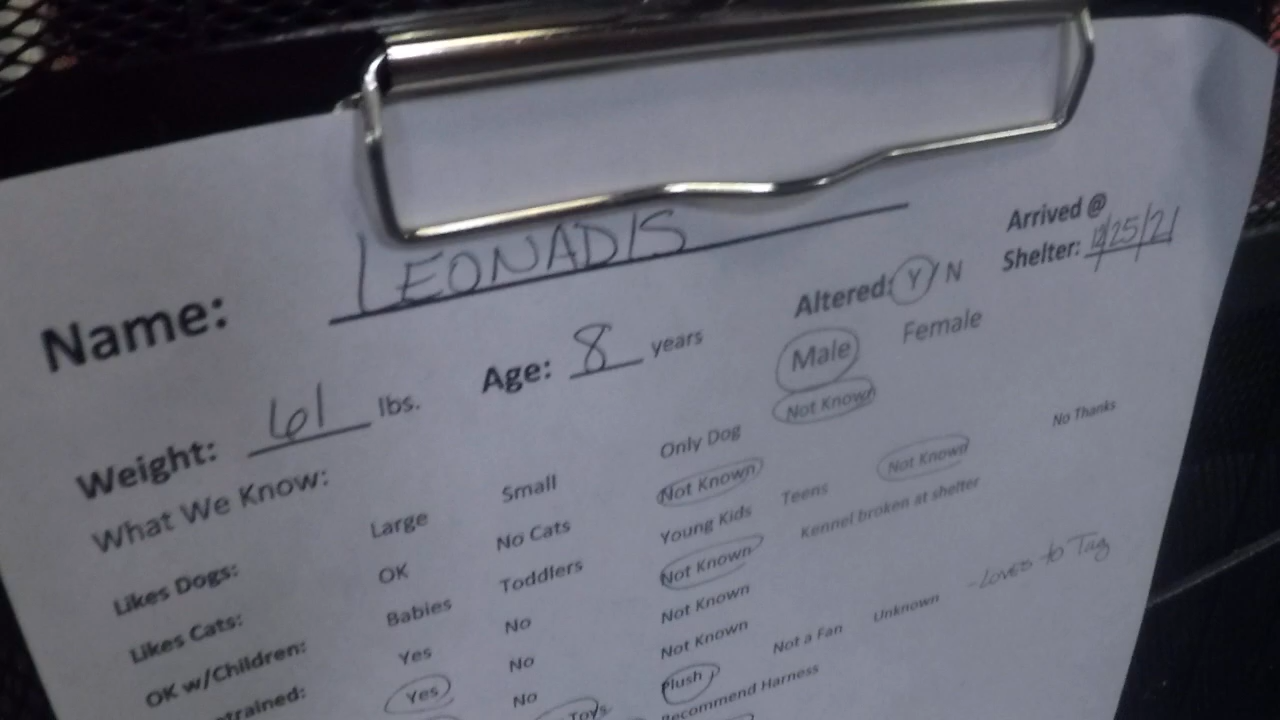 Name: LEONADIS
Arrived @
Shelter: 12/25/21
Weight: 61 lbs. Age: 8 years Altered: Y / N
Male Female
What We Know:
Likes Dogs: Large Small Only Dog Not Known
Likes Cats: OK No Cats Not Known
OK w/Children: Babies Toddlers Young Kids Teens Not Known No Thanks
trained: Yes No Not Known Kennel broken at shelter
Yes No Not Known
No Not Known
Toys Plush Not a Fan Unknown -Loves to Tag
Recommend Harness